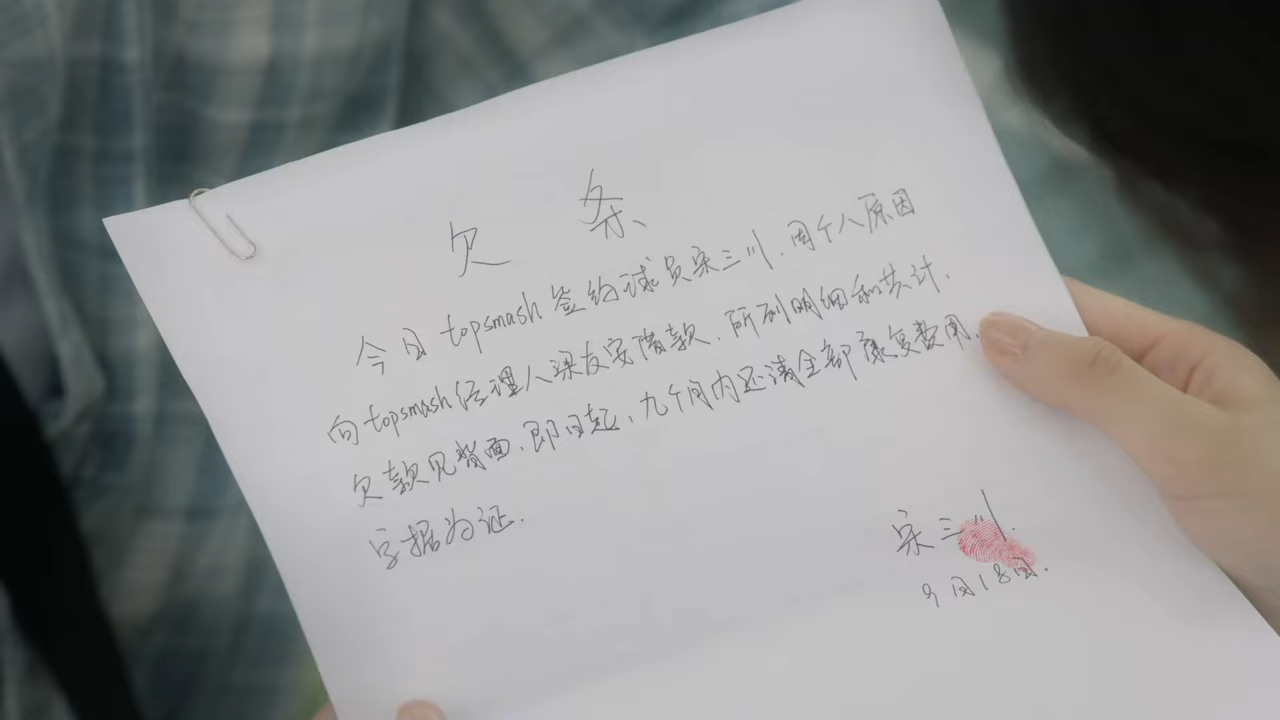 欠条
今日topsmash签约球员宋三川，因个人原因
向topsmash经理人梁友安借款，所列明细和共计
欠款见背面，即日起，九个月内还清全部康复费用，
字据为证.
宋三川.
9月18日.